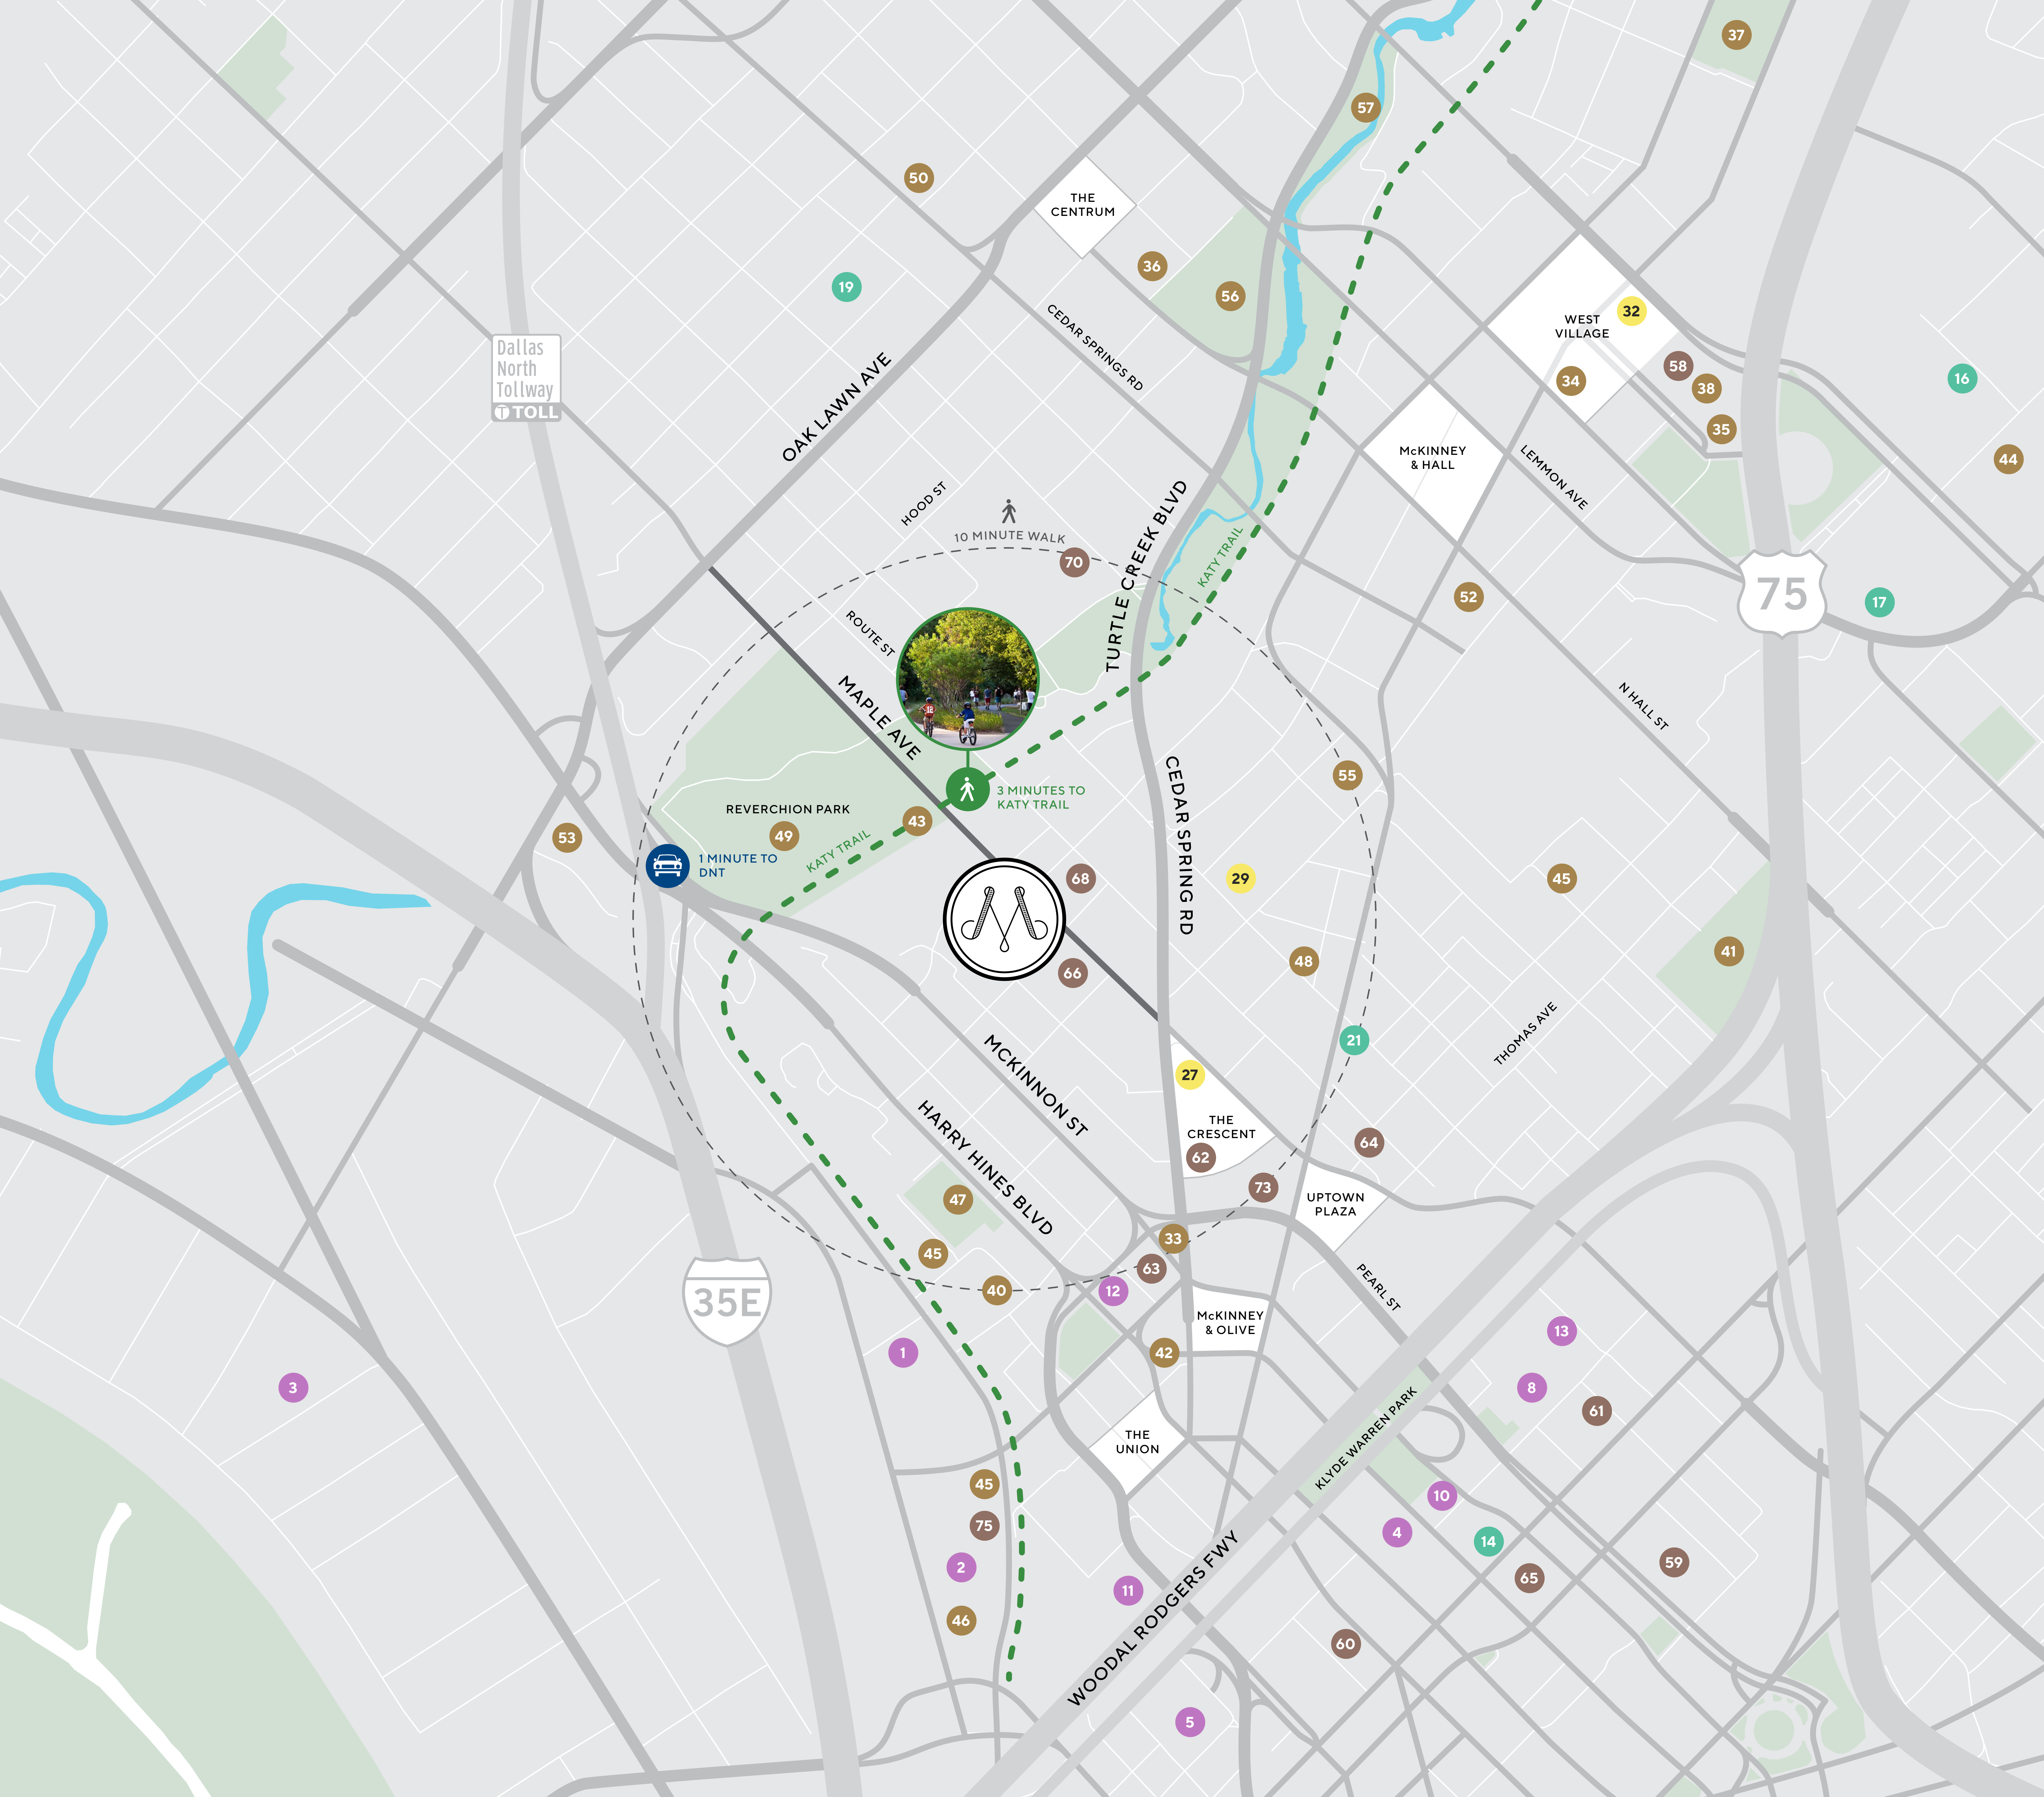 37
57
50
THE
CENTRUM
36
56
19
CEDAR SPRINGS RD
32
WEST
VILLAGE
34
58
38
35
16
44
Dallas
North
Tollway
T TOLL
OAK LAWN AVE
McKINNEY
& HALL
LEMMON AVE
HOOD ST
10 MINUTE WALK
70
TURTLE CREEK BLVD
KATY TRAIL
52
75
17
ROUTE ST
MAPLE AVE
12
N HALL ST
3 MINUTES TO
KATY TRAIL
REVERCHION PARK
49
43
KATY TRAIL
53
1 MINUTE TO
DNT
55
CEDAR SPRING RD
68
29
45
66
48
41
21
THOMAS AVE
27
MCKINNON ST
HARRY HINES BLVD
THE
CRESCENT
62
64
73
UPTOWN
PLAZA
47
45
33
63
40
12
35E
PEARL ST
McKINNEY
& OLIVE
42
1
3
13
8
61
THE
UNION
KLYDE WARREN PARK
45
75
2
46
10
4
14
65
59
11
WOODAL RODGERS FWY
60
5